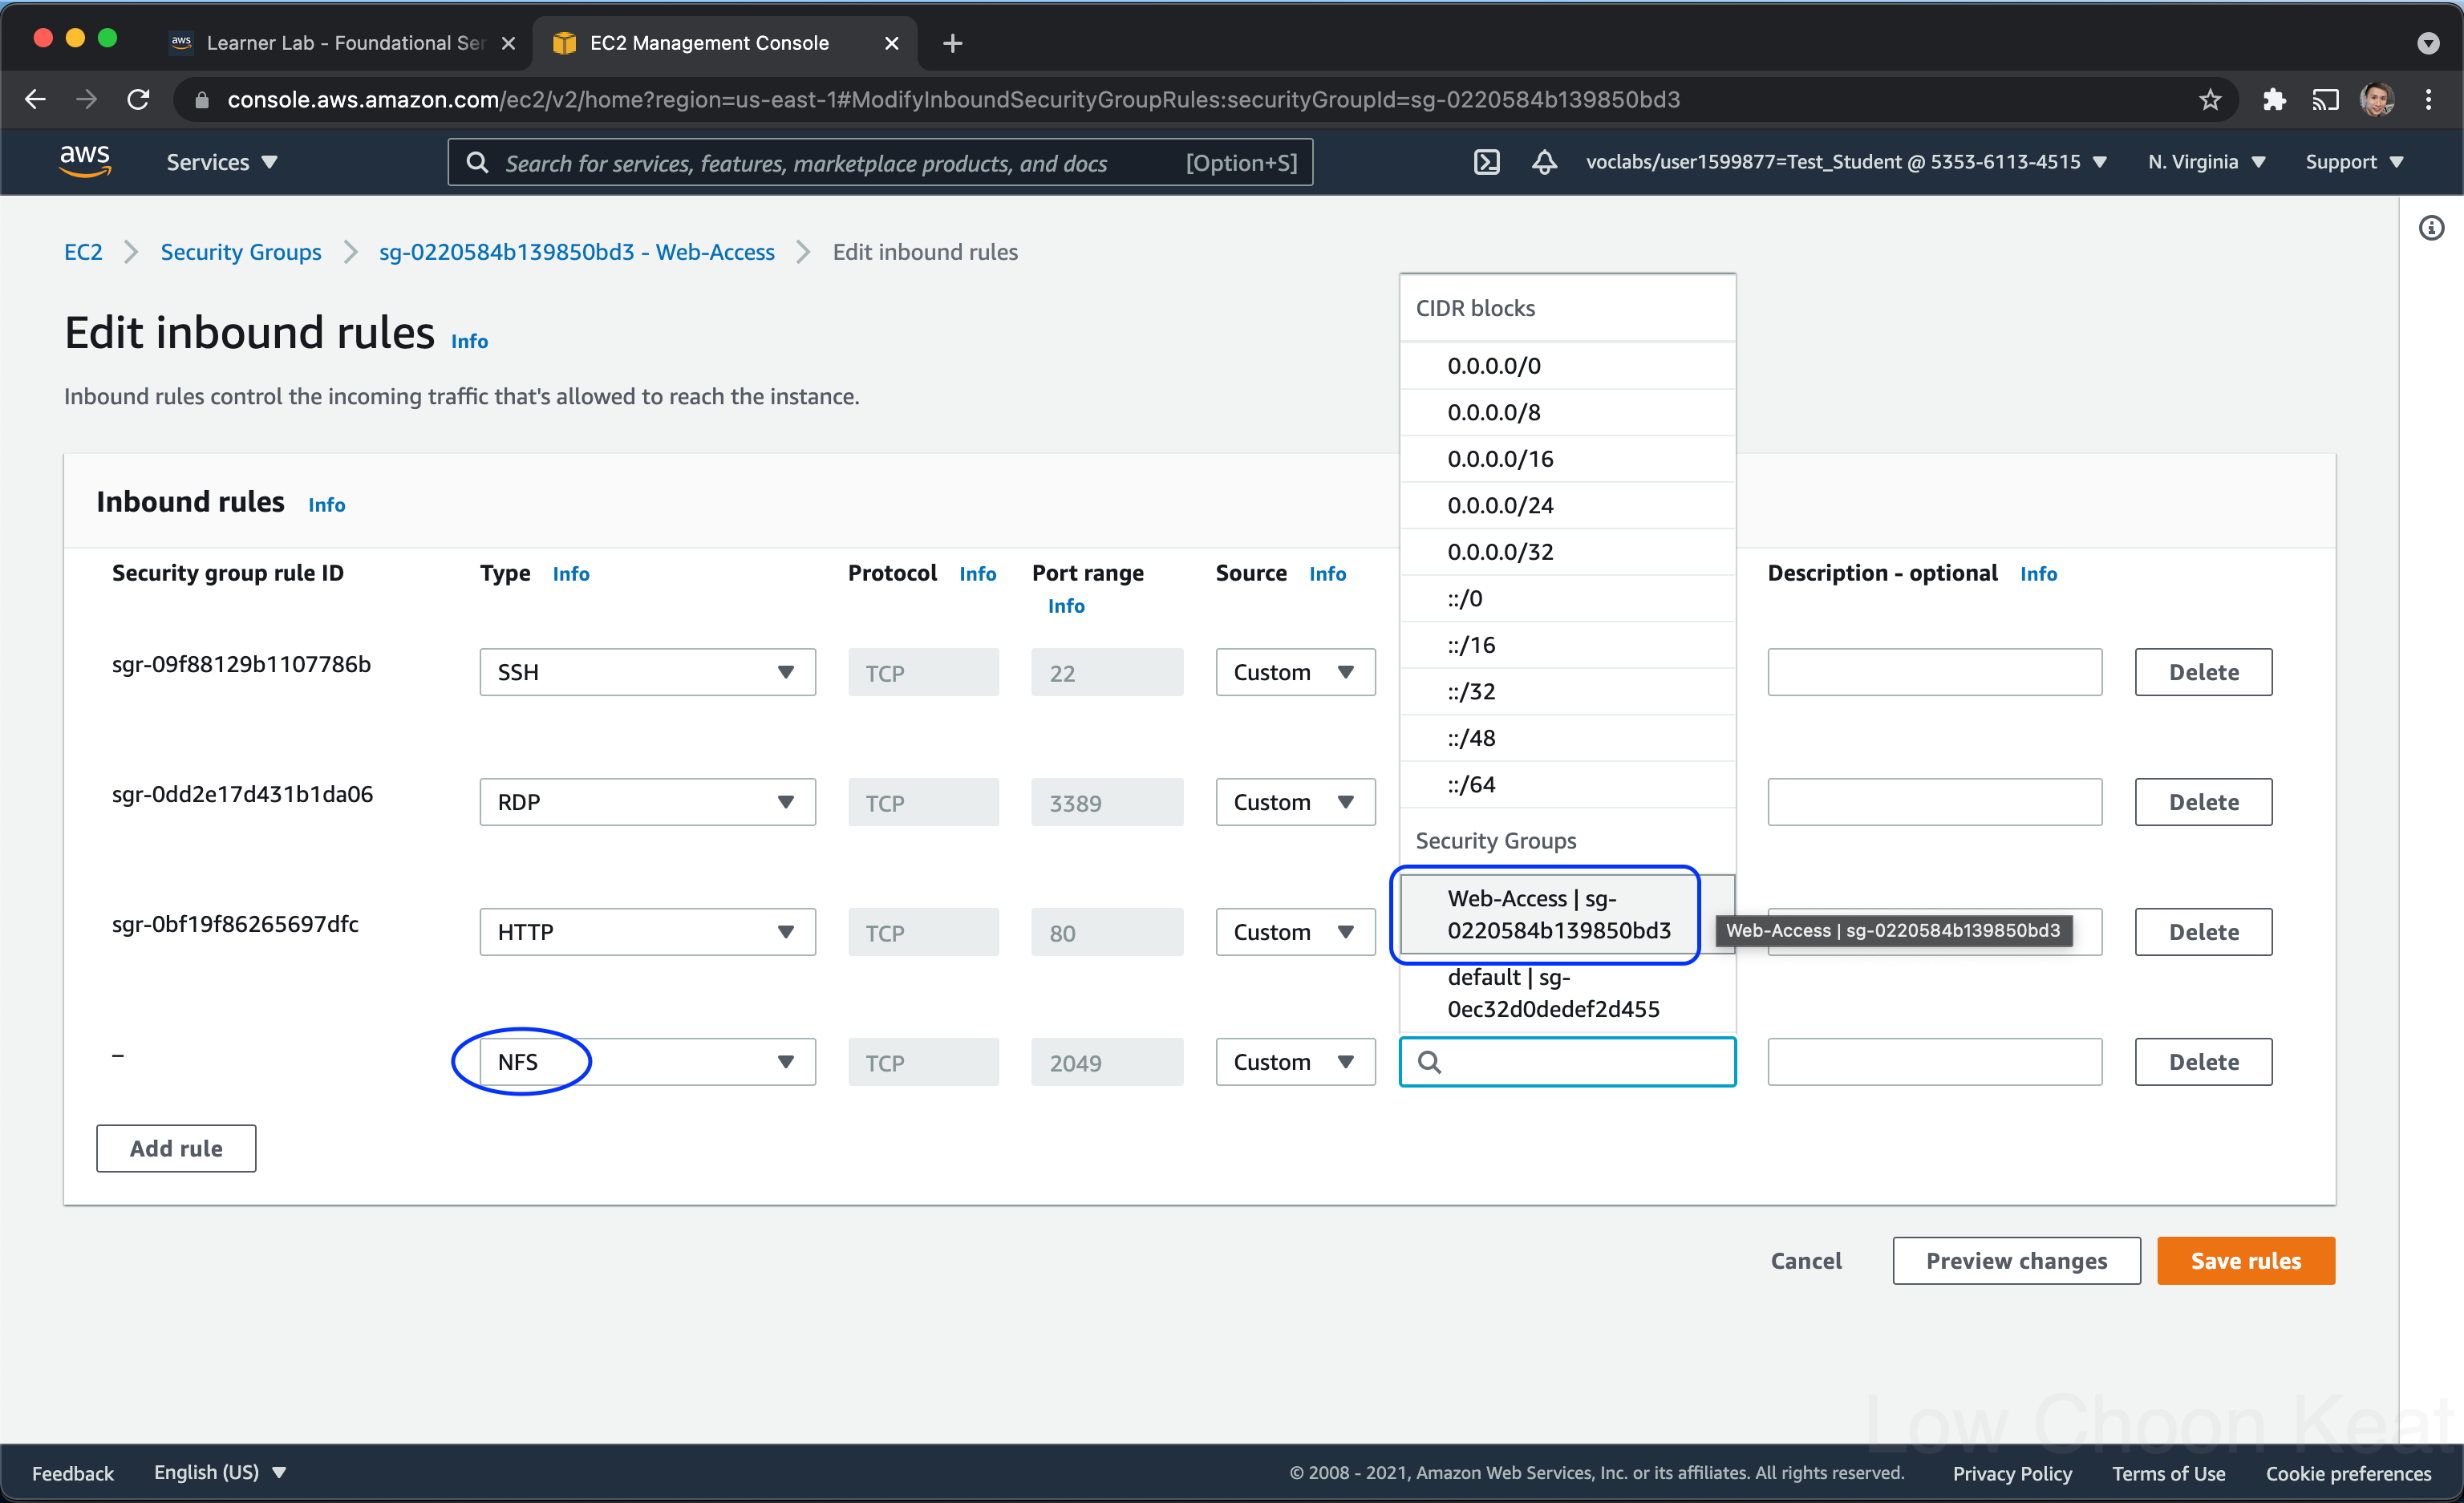 aws Learner Lab - Foundational Ser
EC2 Management Console
console.aws.amazon.com/ec2/v2/home?region=us-east-1#ModifyInboundSecurityGroupRules:securityGroupId=sg-0220584b139850bd3
aws Services Search for services, features, marketplace products, and docs [Option+S] voclabs/user1599877=Test_Student @ 5353-6113-4515 N. Virginia Support
EC2 Security Groups sg-0220584b139850bd3 - Web-Access Edit inbound rules
Edit inbound rules Info
Inbound rules control the incoming traffic that's allowed to reach the instance.
Inbound rules Info
Security group rule ID Type Info Protocol Info Port range Info Source Info Description - optional Info
sgr-09f88129b1107786b SSH TCP 22 Custom Delete
sgr-0dd2e17d431b1da06 RDP TCP 3389 Custom Delete
sgr-0bf19f86265697dfc HTTP TCP 80 Custom Delete
– NFS TCP 2049 Custom Delete
CIDR blocks
0.0.0.0/0
0.0.0.0/8
0.0.0.0/16
0.0.0.0/24
0.0.0.0/32
::/0
::/16
::/32
::/48
::/64
Security Groups
Web-Access | sg-
0220584b139850bd3
Web-Access | sg-0220584b139850bd3
default | sg-
0ec32d0dedef2d455
Add rule
Cancel Preview changes Save rules
Low Choon Keat
Feedback English (US) © 2008 - 2021, Amazon Web Services, Inc. or its affiliates. All rights reserved. Privacy Policy Terms of Use Cookie preferences